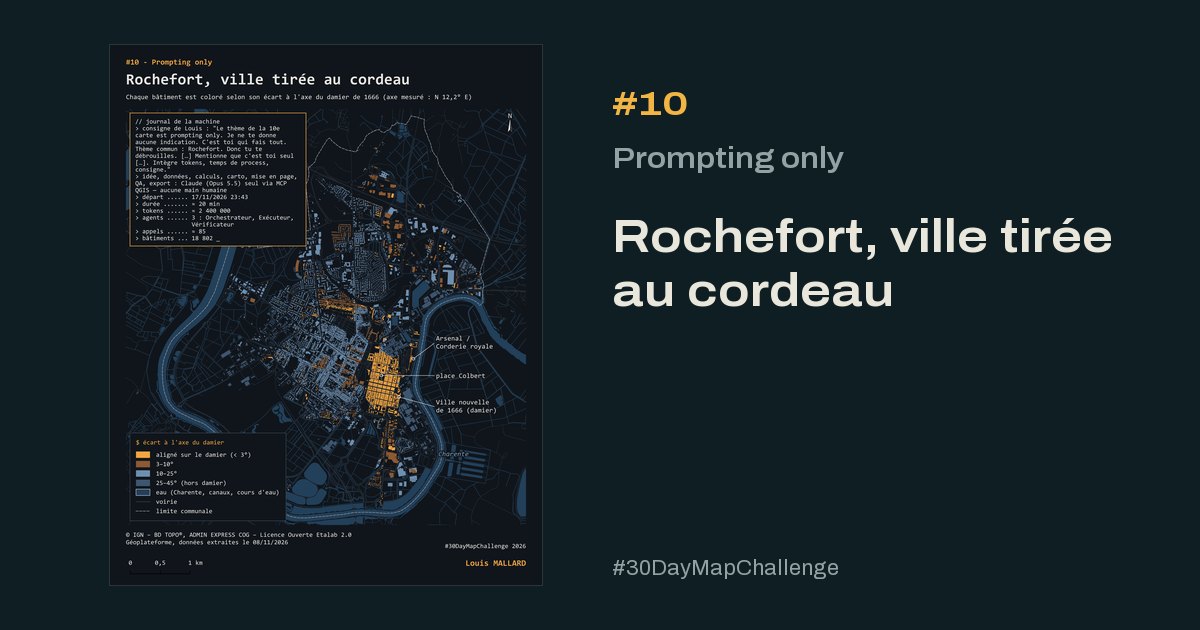 #10 - Prompting only
Rochefort, ville tirée au cordeau
Chaque bâtiment est coloré selon son écart à l'axe du damier de 1666 (axe mesuré : N 12,2° E)
// journal de la machine
> consigne de Louis : "Le thème de la 10e
carte est prompting only. Je ne te donne
aucune indication. C'est toi qui fais tout.
Thème commun : Rochefort. Donc tu te
débrouilles. […] Mentionne que c'est toi seul
[…]. Intègre tokens, temps de process,
consigne."
> idée, données, calculs, carto, mise en page,
QA, export : Claude (Opus 5.5) seul via MCP
QGIS — aucune main humaine
> départ ...... 17/11/2026 23:43
> durée ....... ≈ 20 min
> tokens ...... ≈ 2 400 000
> agents ...... 3 : Orchestrateur, Exécuteur,
Vérificateur
> appels ...... ≈ 85
> bâtiments ... 18 802 _
N
Arsenal /
Corderie royale
place Colbert
Ville nouvelle
de 1666 (damier)
Charente
$ écart à l'axe du damier
aligné sur le damier (< 3°)
3-10°
10-25°
25-45° (hors damier)
eau (Charente, canaux, cours d'eau)
voirie
limite communale
© IGN — BD TOPO®, ADMIN EXPRESS COG — Licence Ouverte Etalab 2.0
Géoplateforme, données extraites le 08/11/2026
#30DayMapChallenge 2026
0 0,5 1 km
Louis MALLARD
#10
Prompting only
Rochefort, ville tirée
au cordeau
#30DayMapChallenge